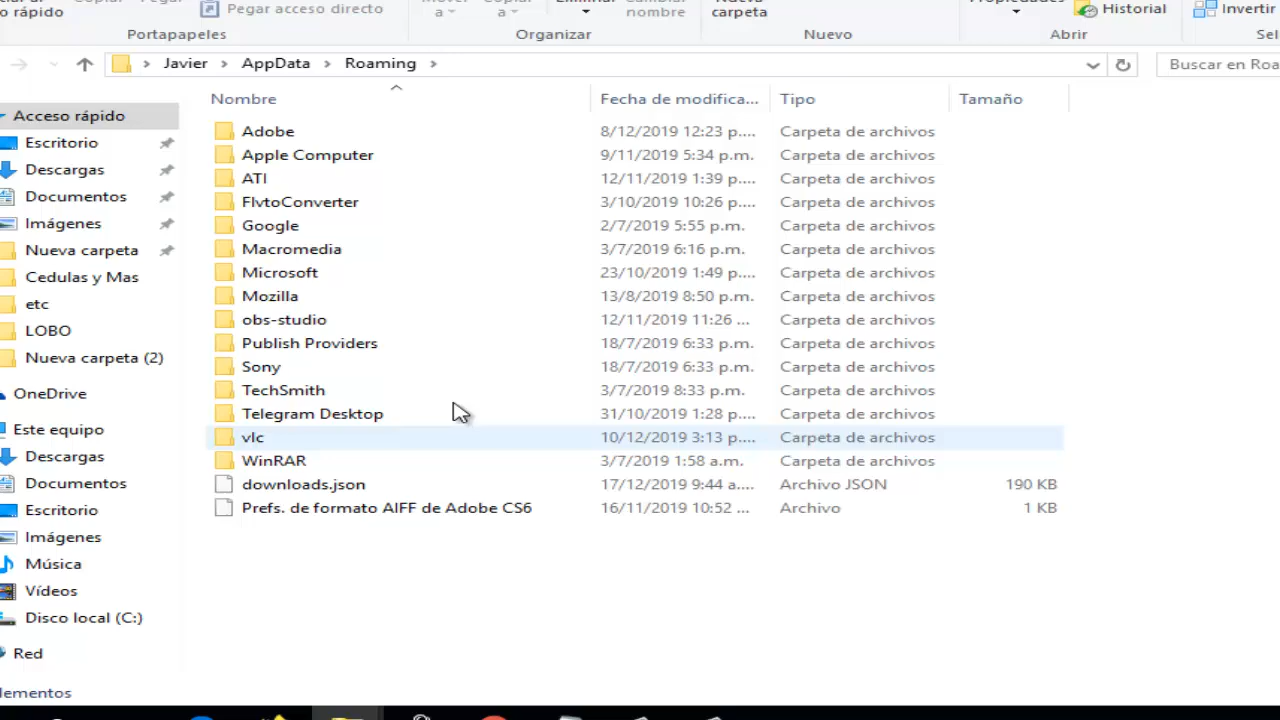 o rápido
Pegar acceso directo
nombre
carpeta
Historial
Invertir
Portapapeles
Organizar
Nuevo
Abrir
Sel
Javier
AppData
Roaming
Buscar en Roa
Nombre
Fecha de modifica...
Tipo
Tamaño
Acceso rápido
Escritorio
Descargas
Documentos
Imágenes
Nueva carpeta
Cedulas y Mas
etc
LOBO
Nueva carpeta (2)
OneDrive
Este equipo
Descargas
Documentos
Escritorio
Imágenes
Música
Vídeos
Disco local (C:)
Red
lementos
Adobe 8/12/2019 12:23 p.... Carpeta de archivos
Apple Computer 9/11/2019 5:34 p.m. Carpeta de archivos
ATI 12/11/2019 1:39 p.... Carpeta de archivos
FlvtoConverter 3/10/2019 10:26 p.... Carpeta de archivos
Google 2/7/2019 5:55 p.m. Carpeta de archivos
Macromedia 3/7/2019 6:16 p.m. Carpeta de archivos
Microsoft 23/10/2019 1:49 p.... Carpeta de archivos
Mozilla 13/8/2019 8:50 p.m. Carpeta de archivos
obs-studio 12/11/2019 11:26 ... Carpeta de archivos
Publish Providers 18/7/2019 6:33 p.m. Carpeta de archivos
Sony 18/7/2019 6:33 p.m. Carpeta de archivos
TechSmith 3/7/2019 8:33 p.m. Carpeta de archivos
Telegram Desktop 31/10/2019 1:28 p.... Carpeta de archivos
vlc 10/12/2019 3:13 p.... Carpeta de archivos
WinRAR 3/7/2019 1:58 a.m. Carpeta de archivos
downloads.json 17/12/2019 9:44 a.... Archivo JSON 190 KB
Prefs. de formato AIFF de Adobe CS6 16/11/2019 10:52 ... Archivo 1 KB